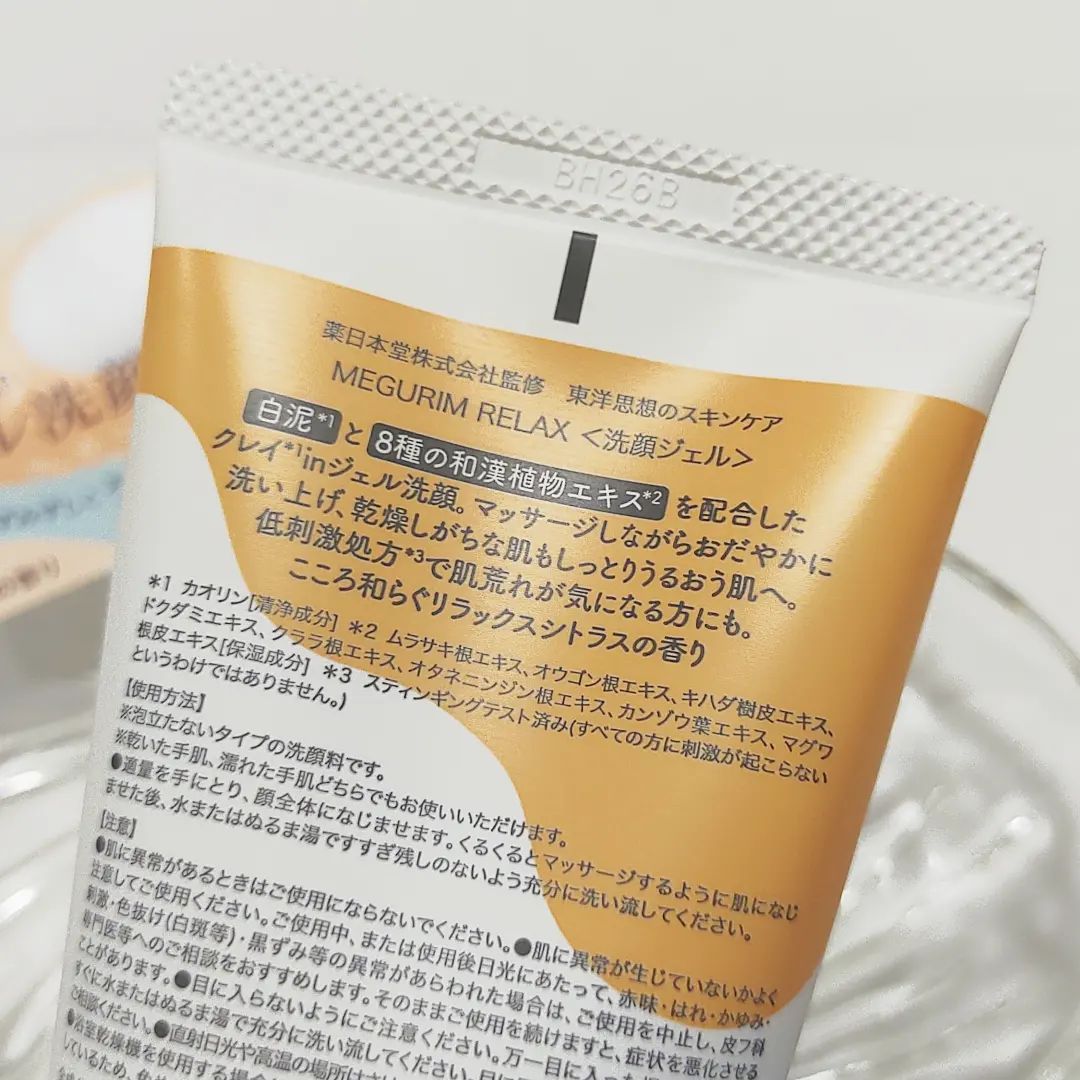 BH26B
薬日本堂株式会社監修 東洋思想のスキンケア
MEGURIM RELAX <洗顔ジェル>
白泥*1と8種の和漢植物エキス*2を配合した
クレイ*1inジェル洗顔。マッサージしながらおだやかに
洗い上げ、乾燥しがちな肌もしっとりうるおう肌へ。
低刺激処方*3で肌荒れが気になる方にも。
こころ和らぐリラックスシトラスの香り
*1 カオリン[清浄成分] *2 ムラサキ根エキス、オウゴン根エキス、キハダ樹皮エキス、
ドクダミエキス、クララ根エキス、オタネニンジン根エキス、カンゾウ葉エキス、マグワ
根皮エキス[保湿成分] *3 スティンギングテスト済み(すべての方に刺激が起こらない
というわけではありません。)
【使用方法】
※泡立たないタイプの洗顔料です。
※乾いた手肌、濡れた手肌どちらでもお使いいただけます。
●適量を手にとり、顔全体になじませます。くるくるとマッサージするように肌になじ
ませた後、水またはぬるま湯ですすぎ残しのないよう充分に洗い流してください。
【注意】
●肌に異常があるときはご使用にならないでください。●肌に異常が生じていないかよく
注意してご使用ください。ご使用中、または使用後日光にあたって、赤味・はれ・かゆみ・
刺激・色抜け(白斑等)・黒ずみ等の異常があらわれた場合は、ご使用を中止し、皮フ科
専門医等へのご相談をおすすめします。そのままご使用を続けますと、症状を悪化させる
ことがあります。●目に入らないようにご注意ください。万一目に入った
すぐに水またはぬるま湯で充分に洗い流してください。
ご相談ください。●直射日光や高温の場所は
●浴室乾燥機を使用する場合
しているため、
洗